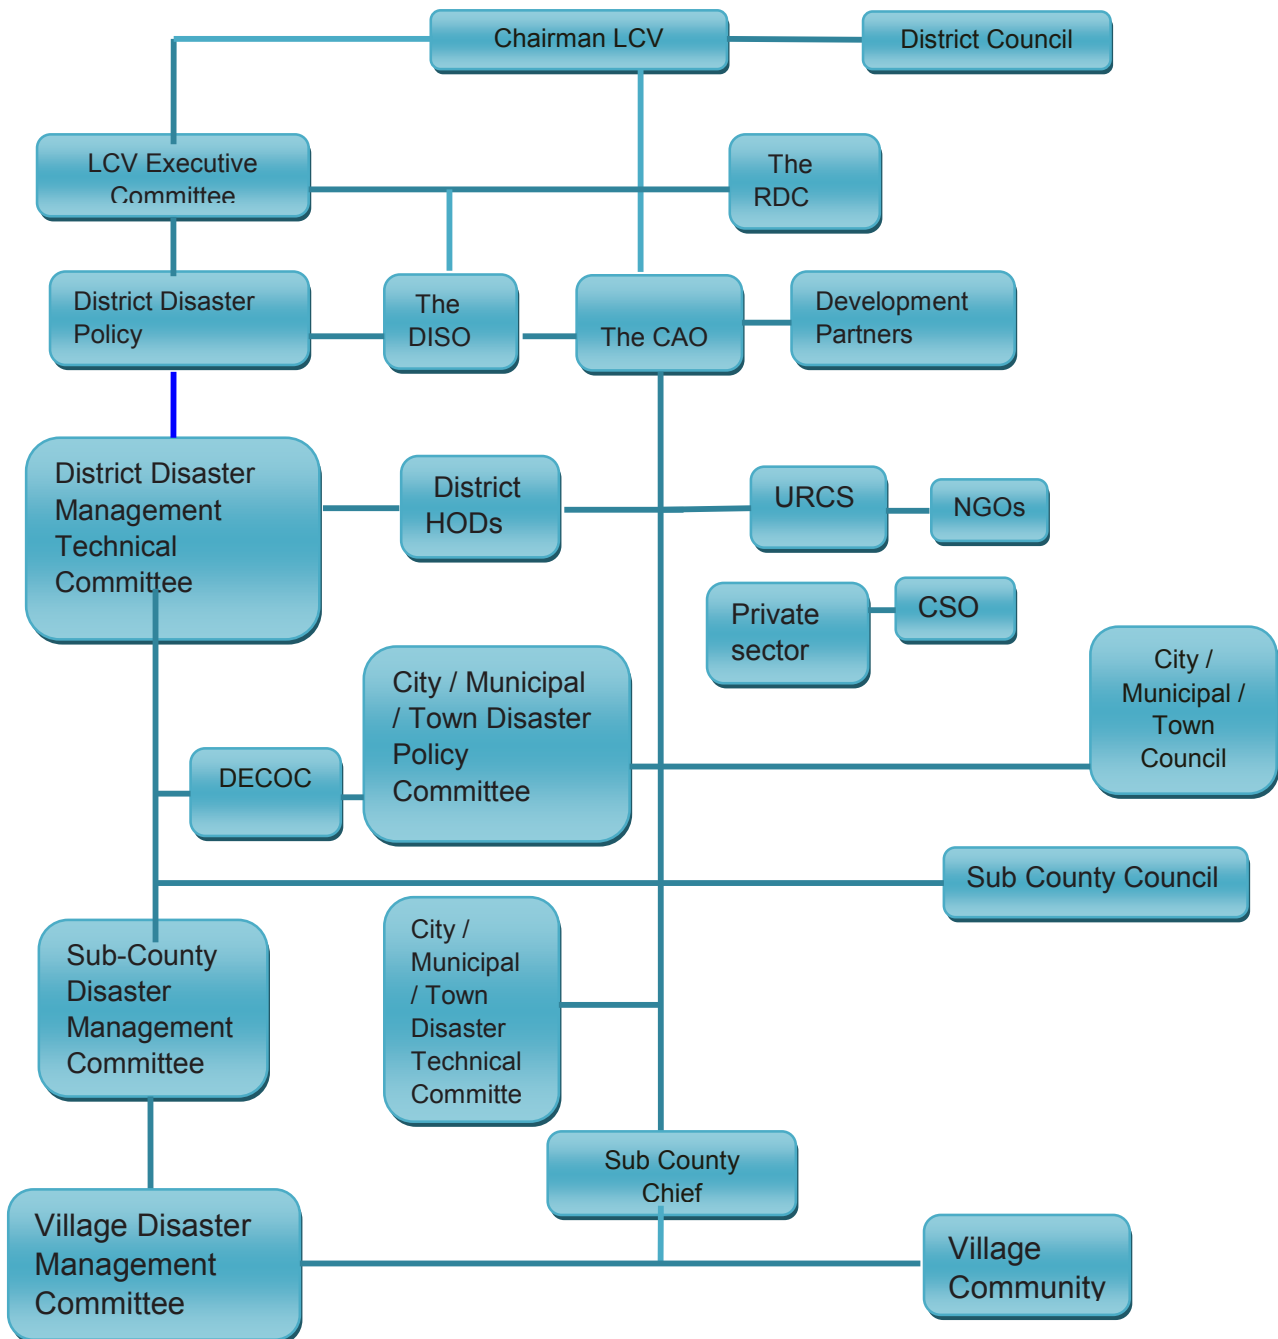 Chairman LCV
District Council
LCV Executive
Committee
The
RDC
District Disaster
Policy
The
DISO
The CAO
Development
Partners
District Disaster
Management
Technical
Committee
District
HODs
URCS
NGOs
Private
sector
CSO
City /
Municipal /
Town
Council
City / Municipal
/ Town Disaster
Policy
Committee
DECOC
Sub County Council
City /
Municipal
/ Town
Disaster
Technical
Committe
Sub-County
Disaster
Management
Committee
Sub County
Chief
Village Disaster
Management
Committee
Village
Community